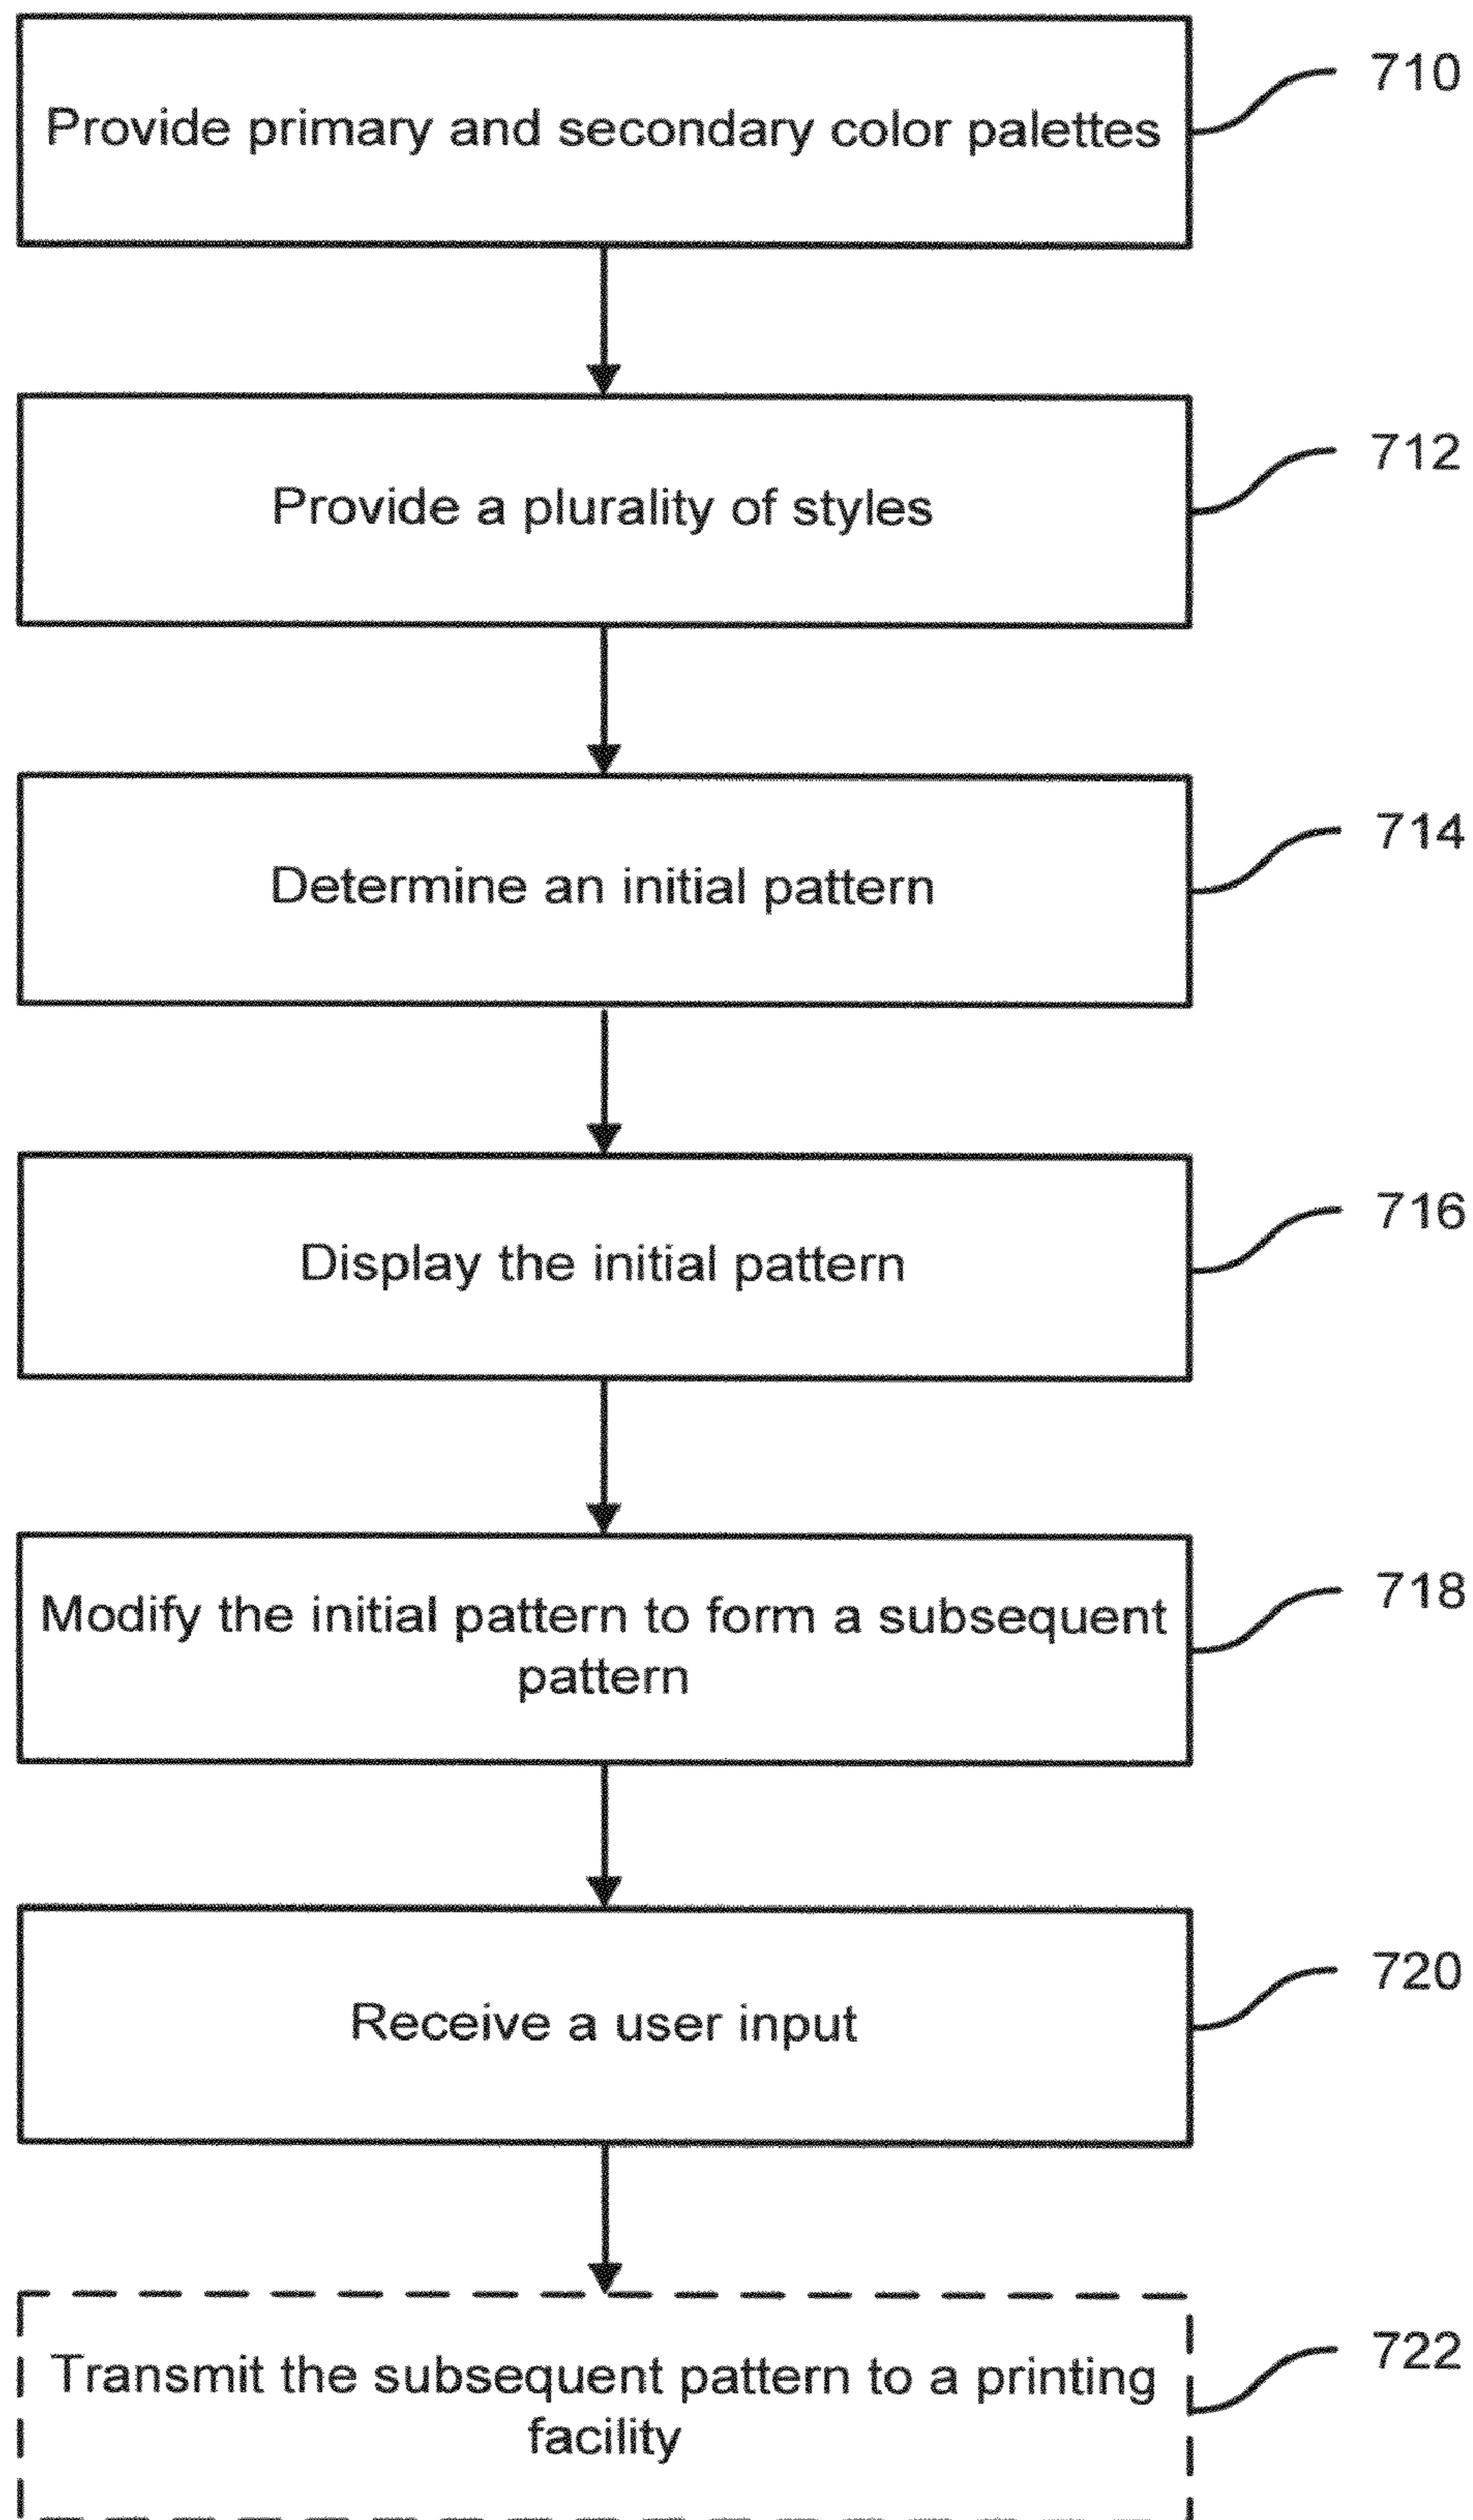 Provide primary and secondary color palettes
710
Provide a plurality of styles
712
Determine an initial pattern
714
Display the initial pattern
716
Modify the initial pattern to form a subsequent
pattern
718
Receive a user input
720
Transmit the subsequent pattern to a printing
facility
722